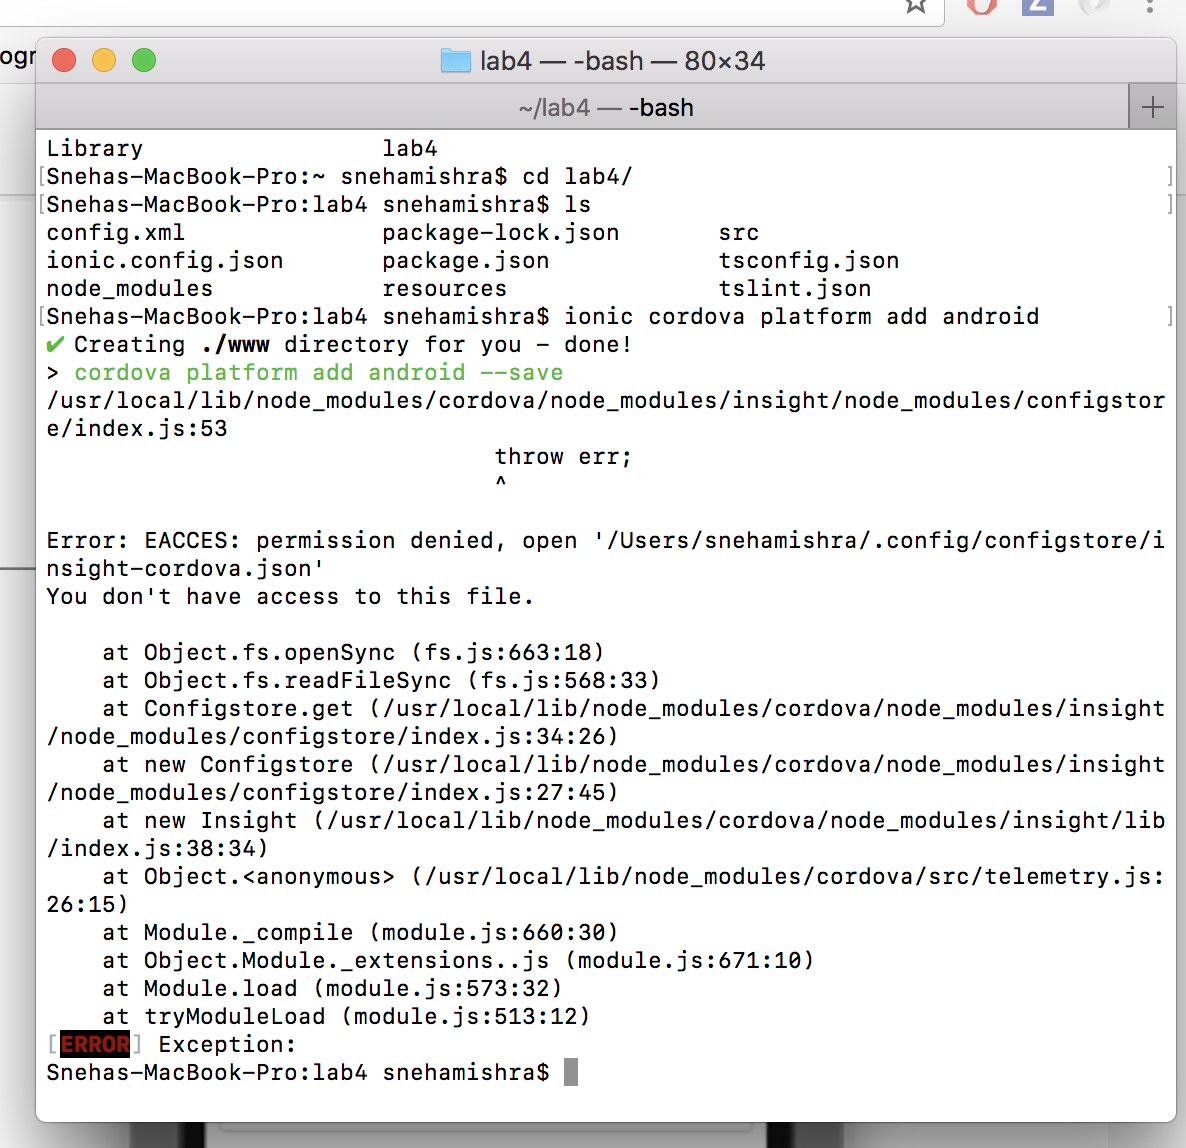 ogr
lab4 — -bash — 80×34
~/lab4 — -bash
Library lab4
[Snehas-MacBook-Pro:~ snehamishra$ cd lab4/ ]
[Snehas-MacBook-Pro:lab4 snehamishra$ ls ]
config.xml package-lock.json src
ionic.config.json package.json tsconfig.json
node_modules resources tslint.json
[Snehas-MacBook-Pro:lab4 snehamishra$ ionic cordova platform add android ]
✔ Creating ./www directory for you - done!
> cordova platform add android --save
/usr/local/lib/node_modules/cordova/node_modules/insight/node_modules/configstor
e/index.js:53
throw err;
^
Error: EACCES: permission denied, open '/Users/snehamishra/.config/configstore/i
nsight-cordova.json'
You don't have access to this file.
at Object.fs.openSync (fs.js:663:18)
at Object.fs.readFileSync (fs.js:568:33)
at Configstore.get (/usr/local/lib/node_modules/cordova/node_modules/insight
/node_modules/configstore/index.js:34:26)
at new Configstore (/usr/local/lib/node_modules/cordova/node_modules/insight
/node_modules/configstore/index.js:27:45)
at new Insight (/usr/local/lib/node_modules/cordova/node_modules/insight/lib
/index.js:38:34)
at Object.<anonymous> (/usr/local/lib/node_modules/cordova/src/telemetry.js:
26:15)
at Module._compile (module.js:660:30)
at Object.Module._extensions..js (module.js:671:10)
at Module.load (module.js:573:32)
at tryModuleLoad (module.js:513:12)
[ERROR] Exception:
Snehas-MacBook-Pro:lab4 snehamishra$